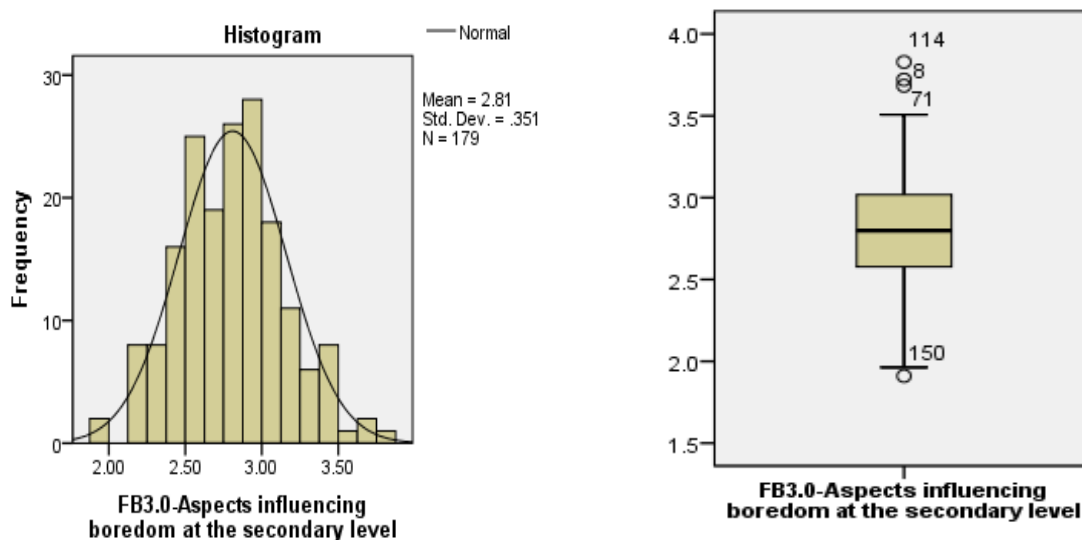 Histogram
Normal
Mean = 2.81
Std. Dev. = .351
N = 179
Frequency
30
20
10
0
2.00 2.50 3.00 3.50
FB3.0-Aspects influencing
boredom at the secondary level
4.0
3.5
3.0
2.5
2.0
1.5
114
8
71
150
FB3.0-Aspects influencing
boredom at the secondary level